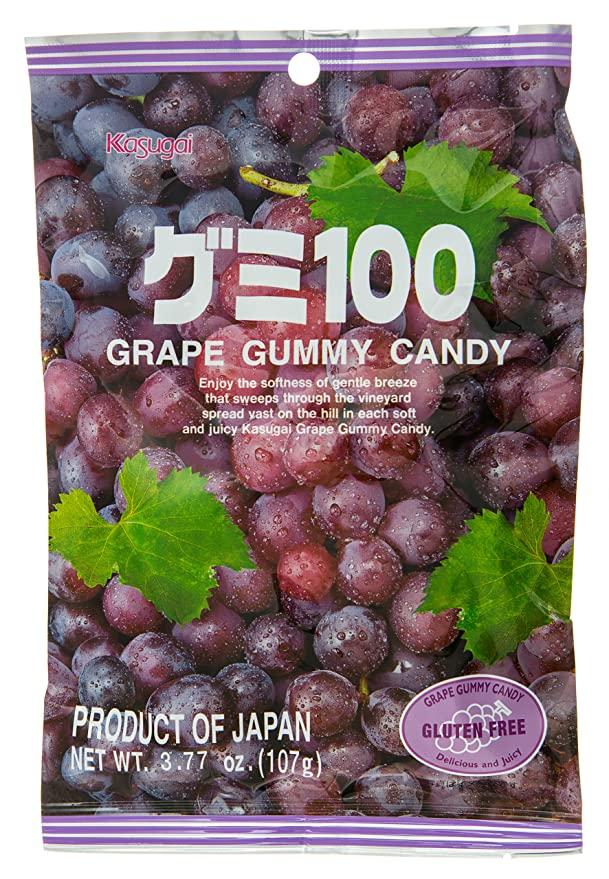 Kasugai
グミ100
GRAPE GUMMY CANDY
Enjoy the softness of gentle breeze
that sweeps through the vineyard
spread yast on the hill in each soft
and juicy Kasugai Grape Gummy Candy.
PRODUCT OF JAPAN
NET WT. 3.77 oz. (107g)
GRAPE GUMMY CANDY
GLUTEN FREE
Delicious and Juicy